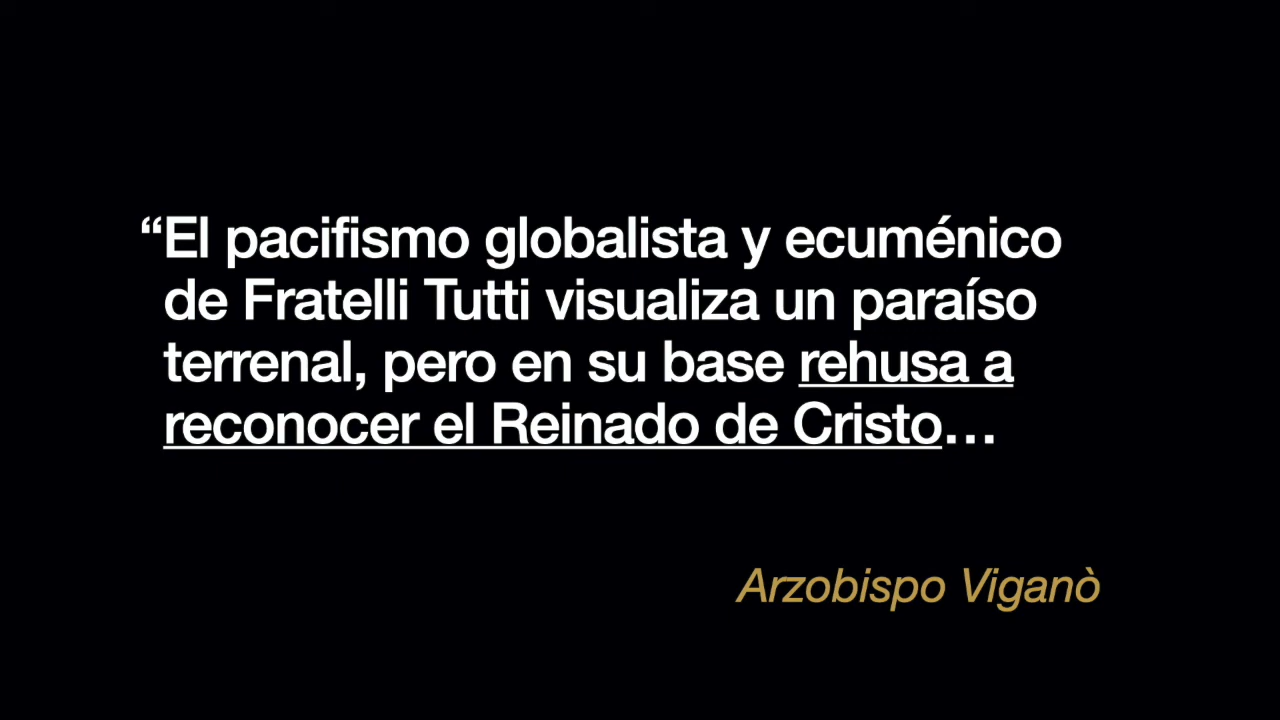 “El pacifismo globalista y ecuménico
de Fratelli Tutti visualiza un paraíso
terrenal, pero en su base rehusa a
reconocer el Reinado de Cristo…
Arzobispo Viganò